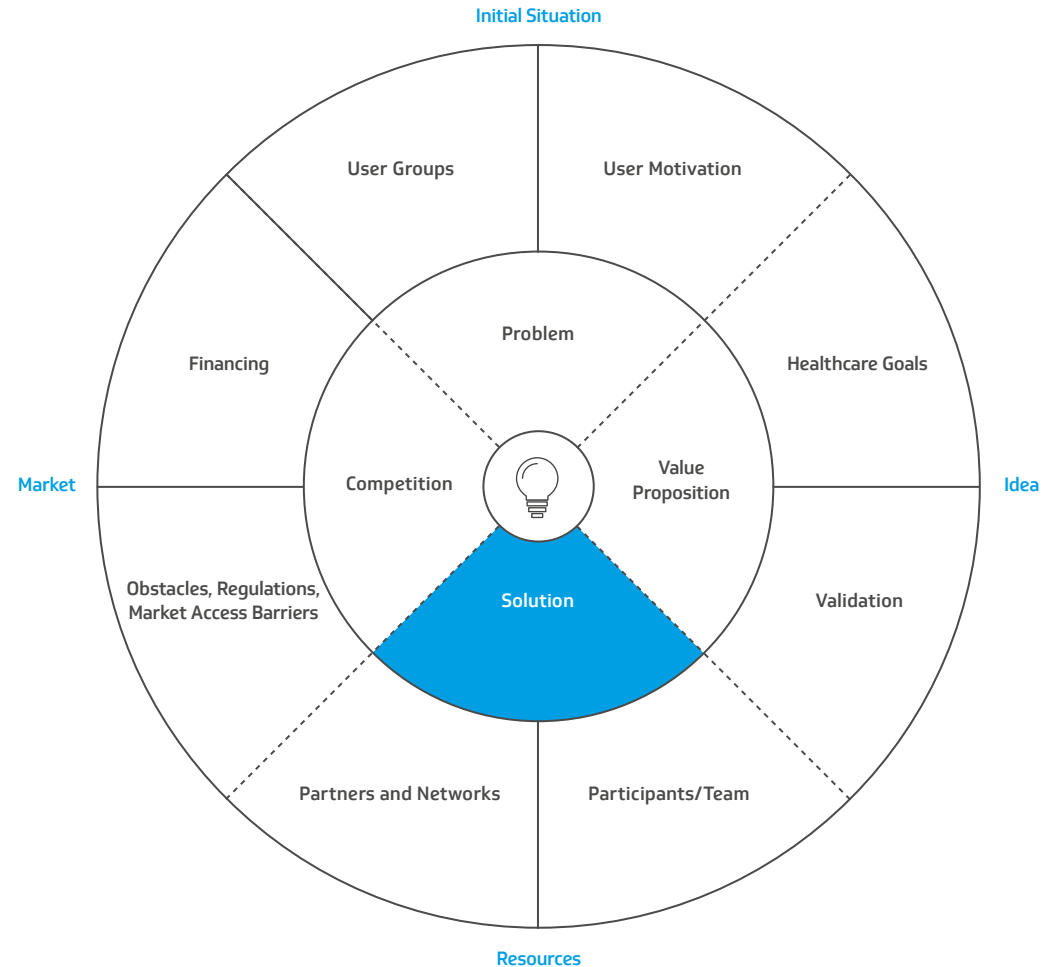 Initial Situation
User Groups
User Motivation
Problem
Financing
Healthcare Goals
Market
Competition
Value
Proposition
Idea
Obstacles, Regulations,
Market Access Barriers
Solution
Validation
Partners and Networks
Participants/Team
Resources